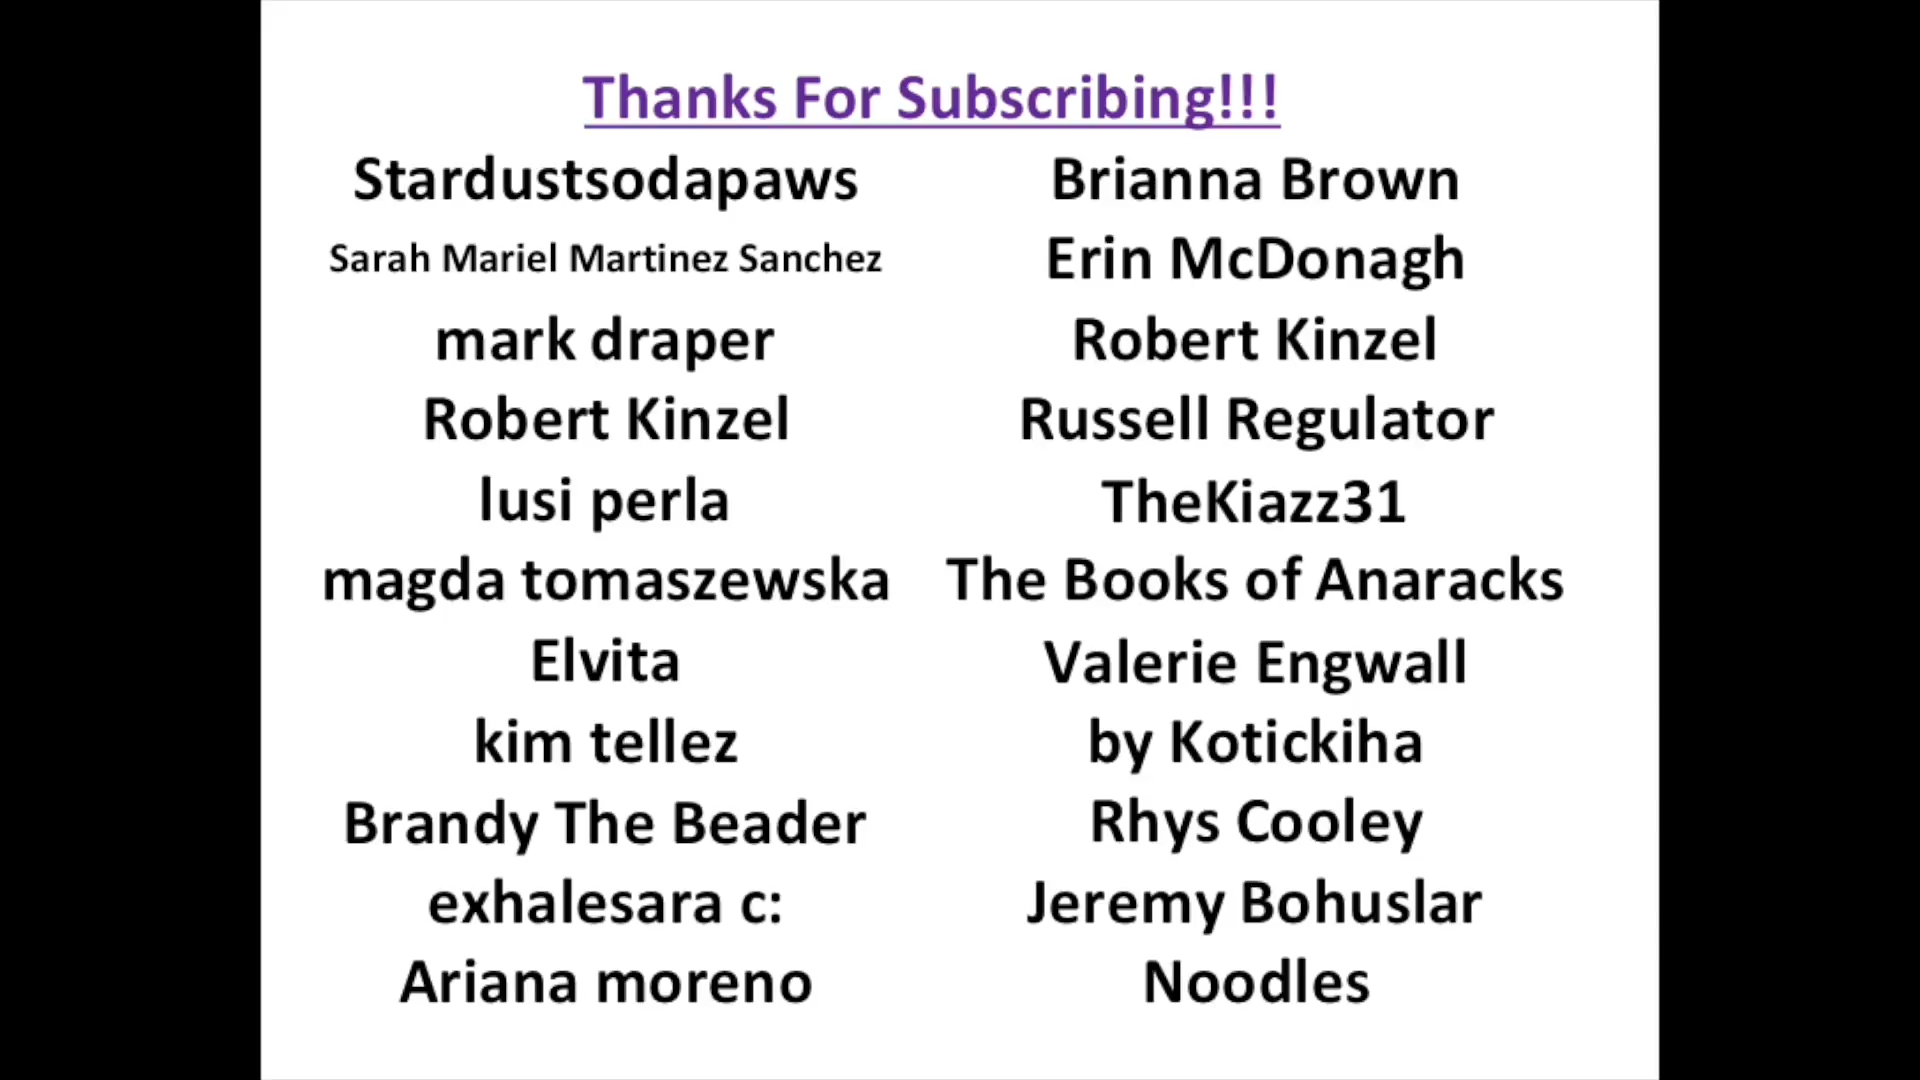 Thanks For Subscribing!!!
Stardustsodapaws
Brianna Brown
Sarah Mariel Martinez Sanchez
Erin McDonagh
mark draper
Robert Kinzel
Robert Kinzel
Russell Regulator
lusi perla
TheKiazz31
magda tomaszewska
The Books of Anaracks
Elvita
Valerie Engwall
kim tellez
by Kotickiha
Brandy The Beader
Rhys Cooley
exhalesara c:
Jeremy Bohuslar
Ariana moreno
Noodles